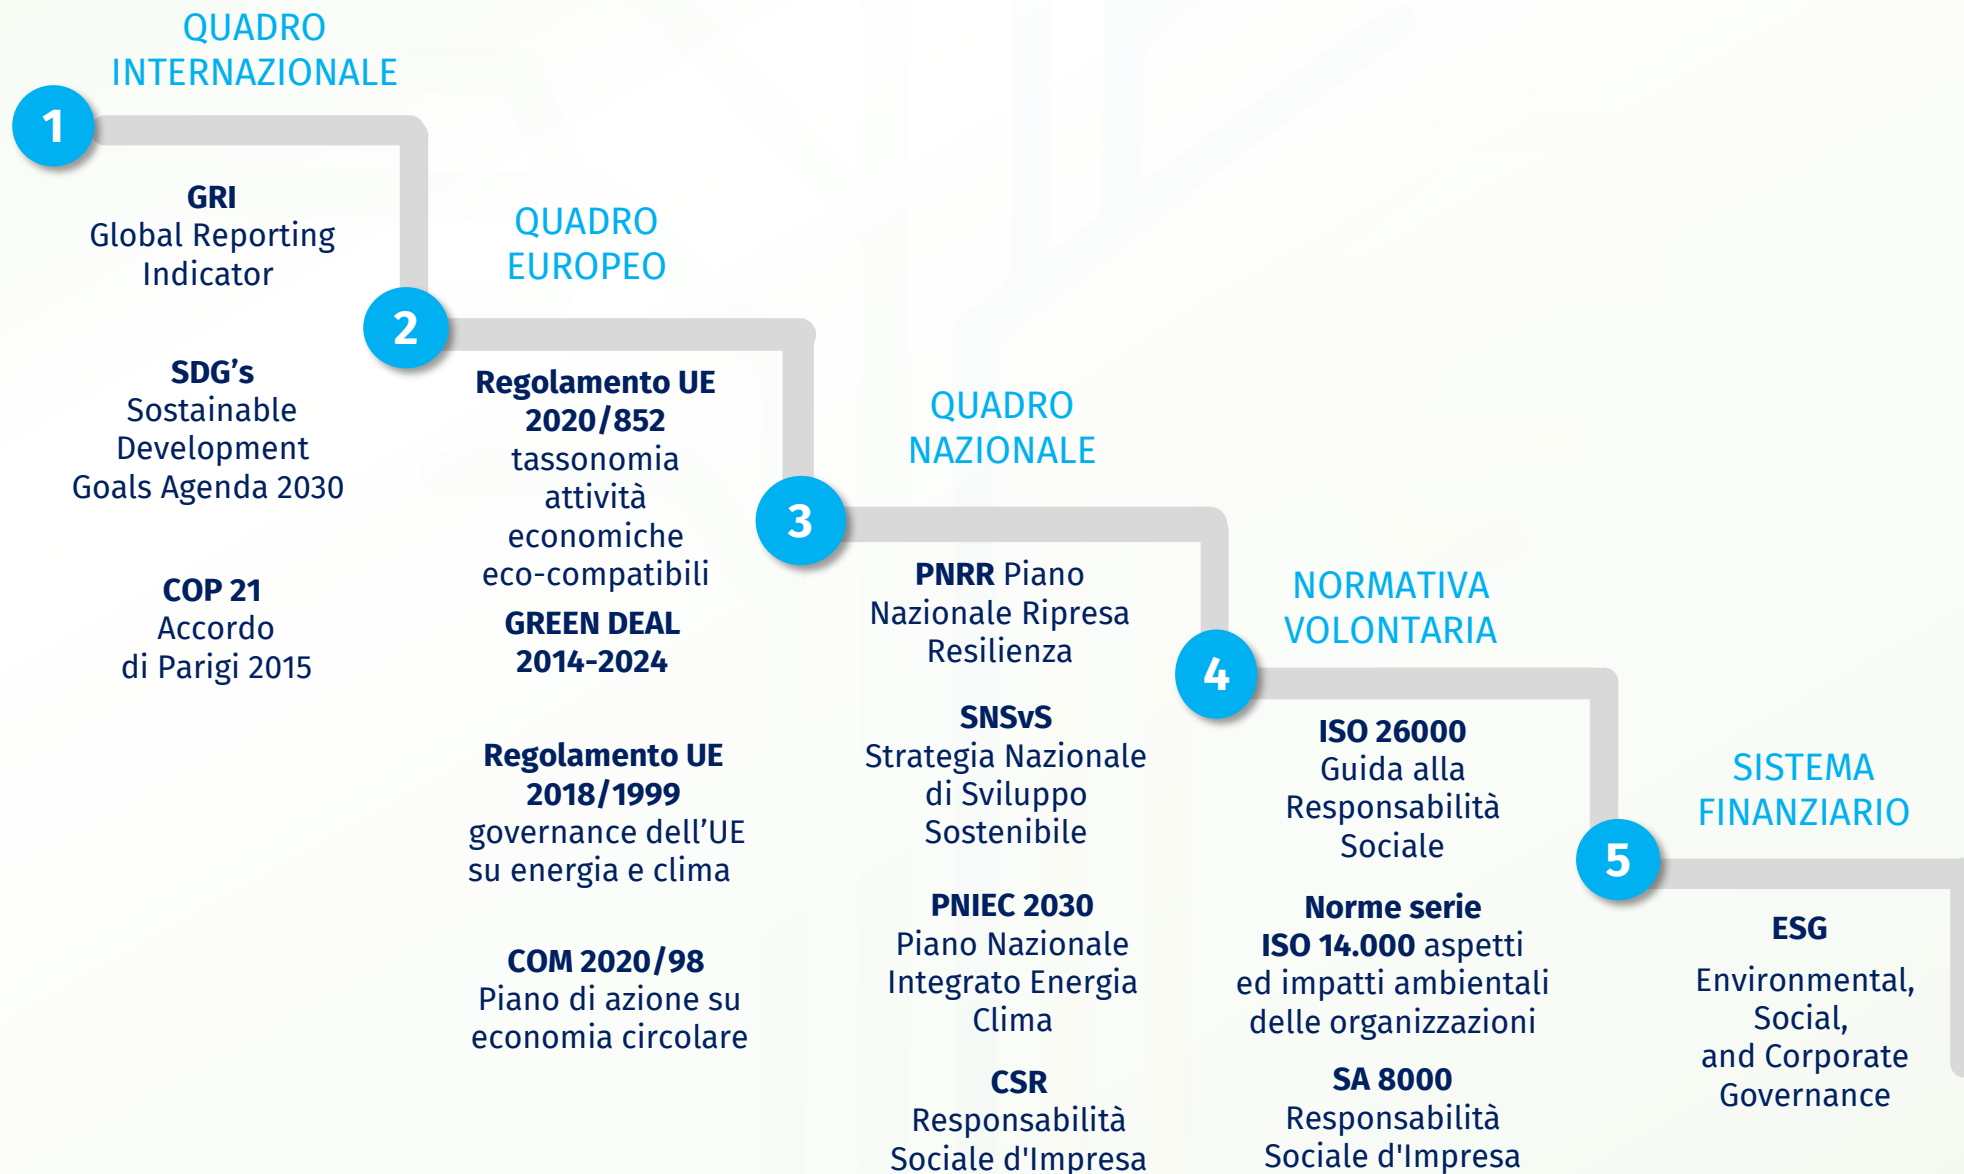 QUADRO
INTERNAZIONALE
1
GRI
Global Reporting
Indicator
SDG’s
Sostainable
Development
Goals Agenda 2030
COP 21
Accordo
di Parigi 2015
QUADRO
EUROPEO
2
Regolamento UE
2020/852
tassonomia
attività
economiche
eco-compatibili
GREEN DEAL
2014-2024
Regolamento UE
2018/1999
governance dell’UE
su energia e clima
COM 2020/98
Piano di azione su
economia circolare
QUADRO
NAZIONALE
3
PNRR Piano
Nazionale Ripresa
Resilienza
SNSvS
Strategia Nazionale
di Sviluppo
Sostenibile
PNIEC 2030
Piano Nazionale
Integrato Energia
Clima
CSR
Responsabilità
Sociale d'Impresa
NORMATIVA
VOLONTARIA
4
ISO 26000
Guida alla
Responsabilità
Sociale
Norme serie
ISO 14.000 aspetti
ed impatti ambientali
delle organizzazioni
SA 8000
Responsabilità
Sociale d'Impresa
SISTEMA
FINANZIARIO
5
ESG
Environmental,
Social,
and Corporate
Governance